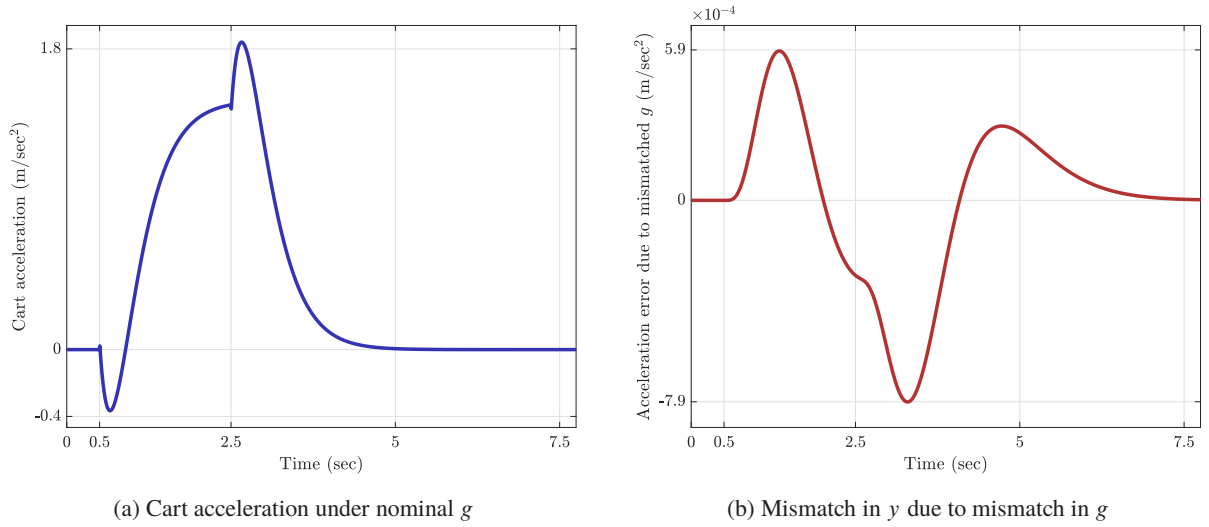 1.8
0
-0.4
0
0.5
2.5
5
7.5
Cart acceleration (m/sec²)
Time (sec)
(a) Cart acceleration under nominal g
×10⁻⁴
5.9
0
-7.9
0
0.5
2.5
5
7.5
Acceleration error due to mismatched g (m/sec²)
Time (sec)
(b) Mismatch in y due to mismatch in g